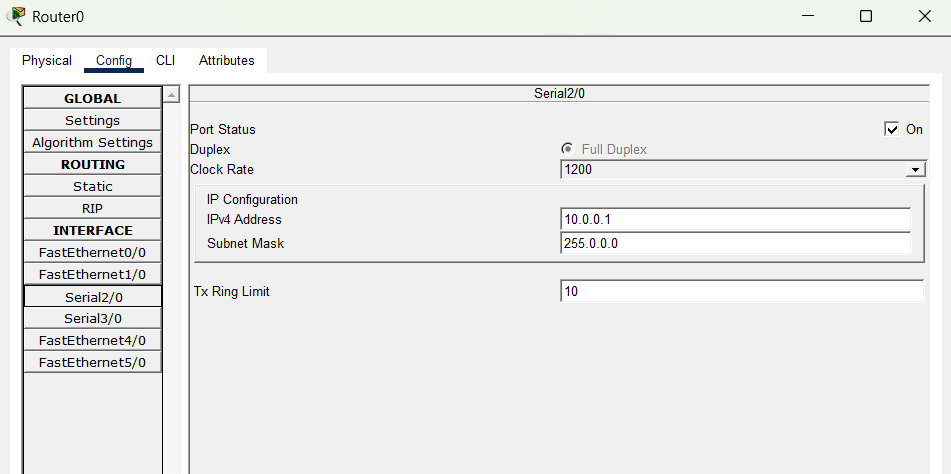 Router0
Physical Config CLI Attributes
GLOBAL
Settings
Algorithm Settings
ROUTING
Static
RIP
INTERFACE
FastEthernet0/0
FastEthernet1/0
Serial2/0
Serial3/0
FastEthernet4/0
FastEthernet5/0
Serial2/0
Port Status On
Duplex Full Duplex
Clock Rate 1200
IP Configuration
IPv4 Address 10.0.0.1
Subnet Mask 255.0.0.0
Tx Ring Limit 10